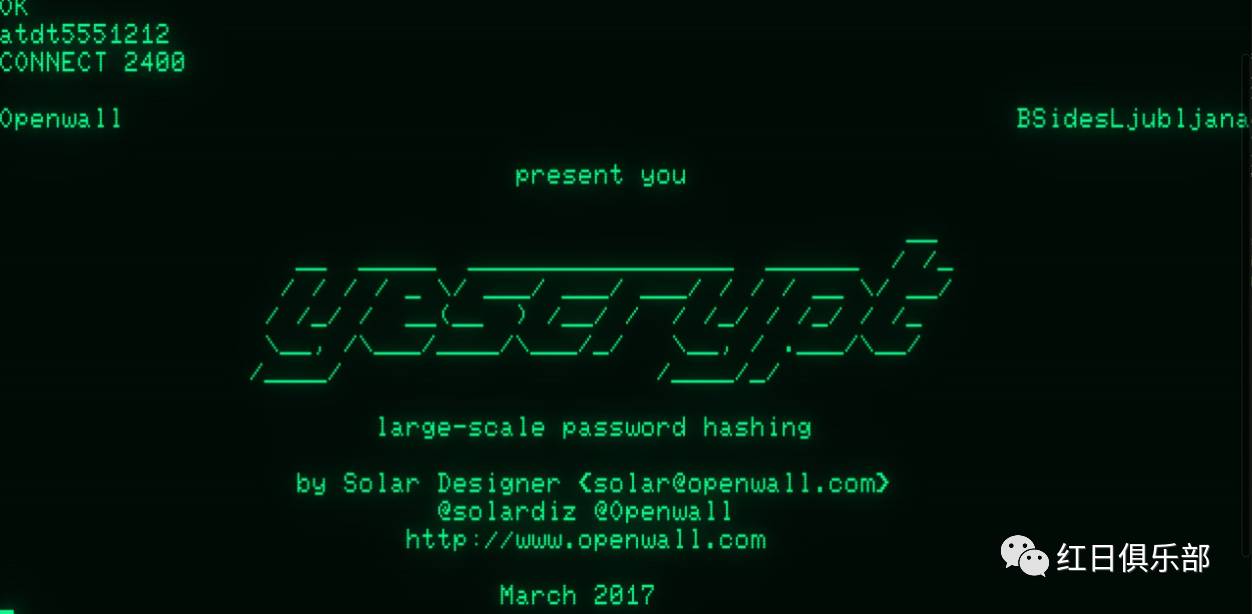 OK
atdt5551212
CONNECT 2400
Openwall BSidesLjubljana
present you
yescrypt
large-scale password hashing
by Solar Designer <solar@openwall.com>
@solardiz @Openwall
http://www.openwall.com
March 2017
红日俱乐部